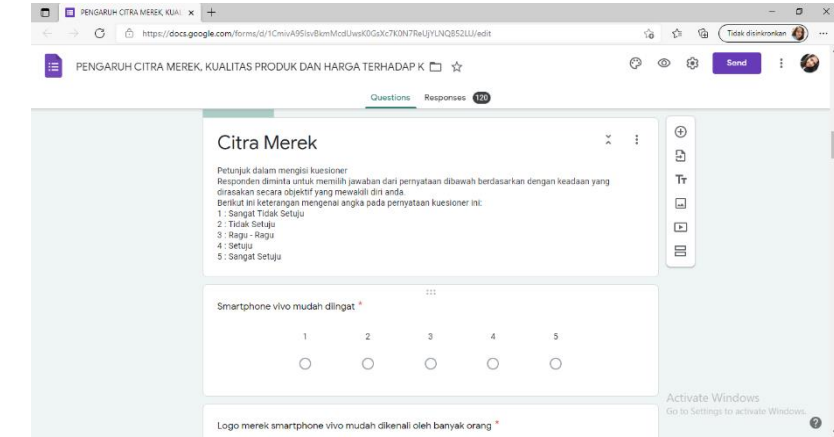 PENGARUH CITRA MEREK, KUAL
https://docs.google.com/forms/d/
Tidak disinkronkan
PENGARUH CITRA MEREK, KUALITAS PRODUK DAN HARGA TERHADAP K
Send
Questions Responses 120
Citra Merek
Petunjuk dalam mengisi kuesioner
Responden diminta untuk memilih jawaban dari pernyataan dibawah berdasarkan dengan keadaan yang
dirasakan secara objektif yang mewakili diri anda.
Berikut ini keterangan mengenai angka pada pernyataan kuesioner ini:
1 : Sangat Tidak Setuju
2 : Tidak Setuju
3 : Ragu - Ragu
4 : Setuju
5 : Sangat Setuju
Smartphone vivo mudah diingat *
1 2 3 4 5
Logo merek smartphone vivo mudah dikenali oleh banyak orang *
Activate Windows
Go to Settings to activate Windows.